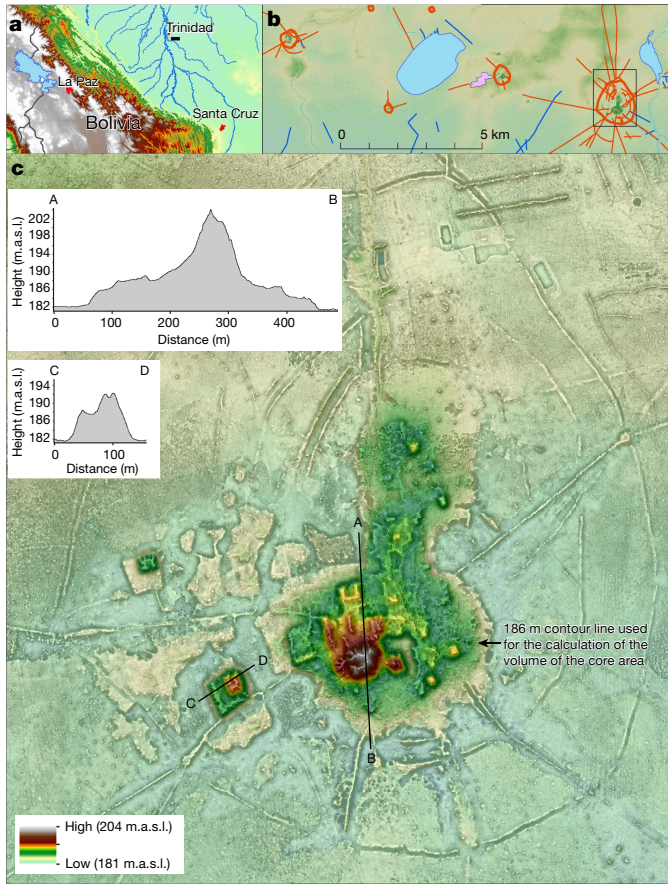 a
Trinidad
La Paz
Bolivia
Santa Cruz
b
0
5 km
c
A
B
Height (m.a.s.l.)
202
198
194
190
186
182
0
100
200
300
400
Distance (m)
C
D
Height (m.a.s.l.)
194
190
186
182
0
100
Distance (m)
A
D
C
B
186 m contour line used
for the calculation of the
volume of the core area
High (204 m.a.s.l.)
Low (181 m.a.s.l.)